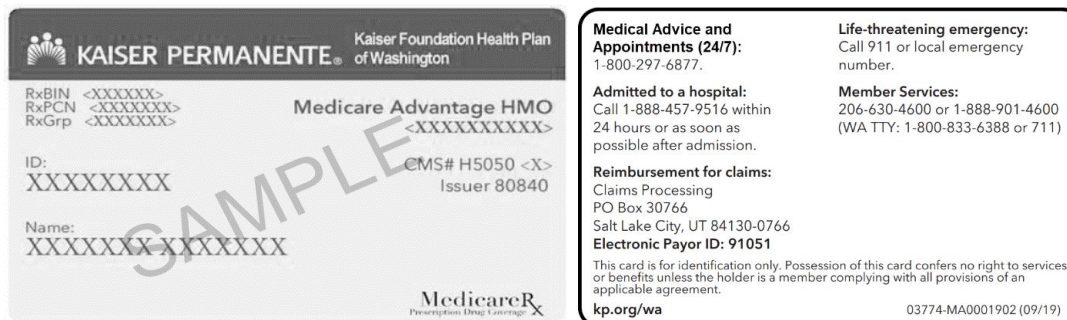 KAISER PERMANENTE®
Kaiser Foundation Health Plan
of Washington
RxBIN <XXXXXX>
RxPCN <XXXXXXX>
RxGrp <XXXXXXX>
Medicare Advantage HMO
<XXXXXXXXXX>
ID:
XXXXXXXX
CMS# H5050 <X>
Issuer 80840
Name:
XXXXXXX XXXXXXX
SAMPLE
MedicareRx
Prescription Drug Coverage
Medical Advice and
Appointments (24/7):
1-800-297-6877.
Admitted to a hospital:
Call 1-888-457-9516 within
24 hours or as soon as
possible after admission.
Reimbursement for claims:
Claims Processing
PO Box 30766
Salt Lake City, UT 84130-0766
Electronic Payor ID: 91051
Life-threatening emergency:
Call 911 or local emergency
number.
Member Services:
206-630-4600 or 1-888-901-4600
(WA TTY: 1-800-833-6388 or 711)
This card is for identification only. Possession of this card confers no right to services
or benefits unless the holder is a member complying with all provisions of an
applicable agreement.
kp.org/wa
03774-MA0001902 (09/19)